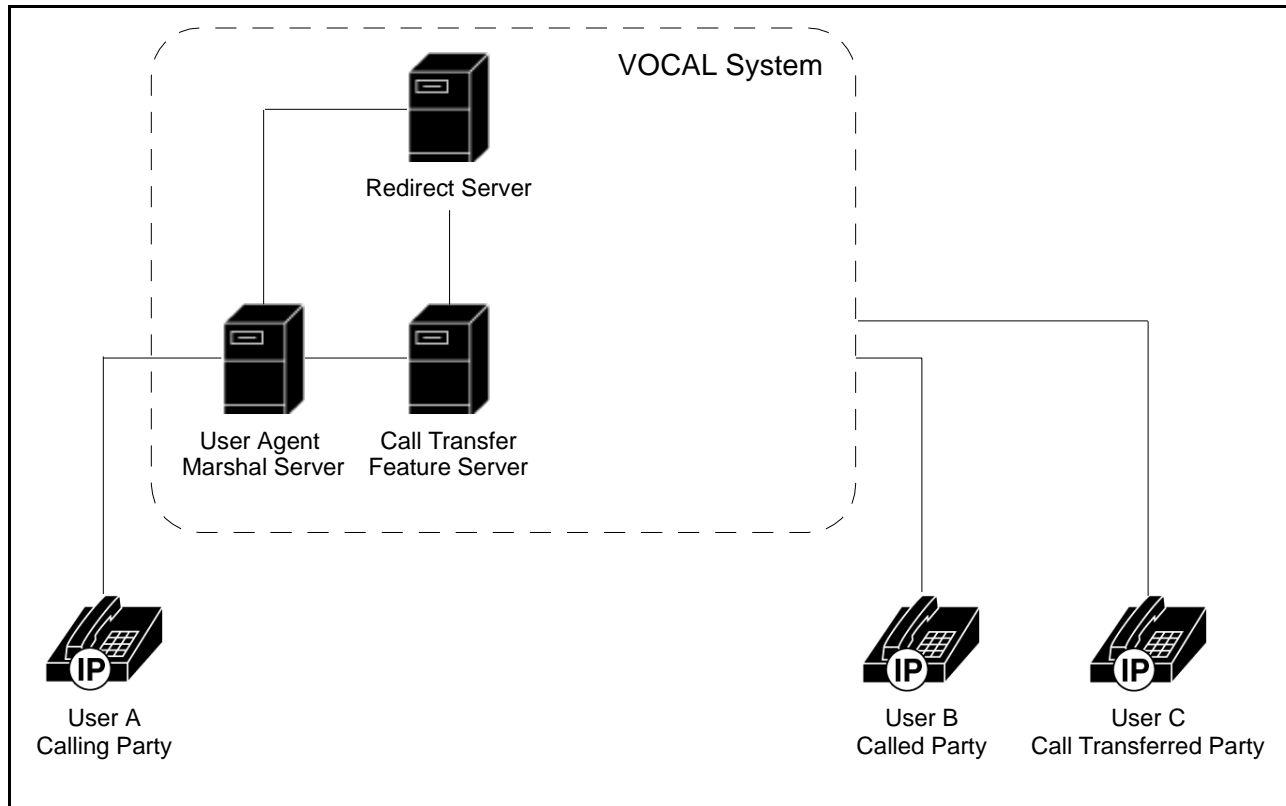 VOCAL System
Redirect Server
User Agent
Marshal Server
Call Transfer
Feature Server
IP
User A
Calling Party
IP
User B
Called Party
IP
User C
Call Transferred Party